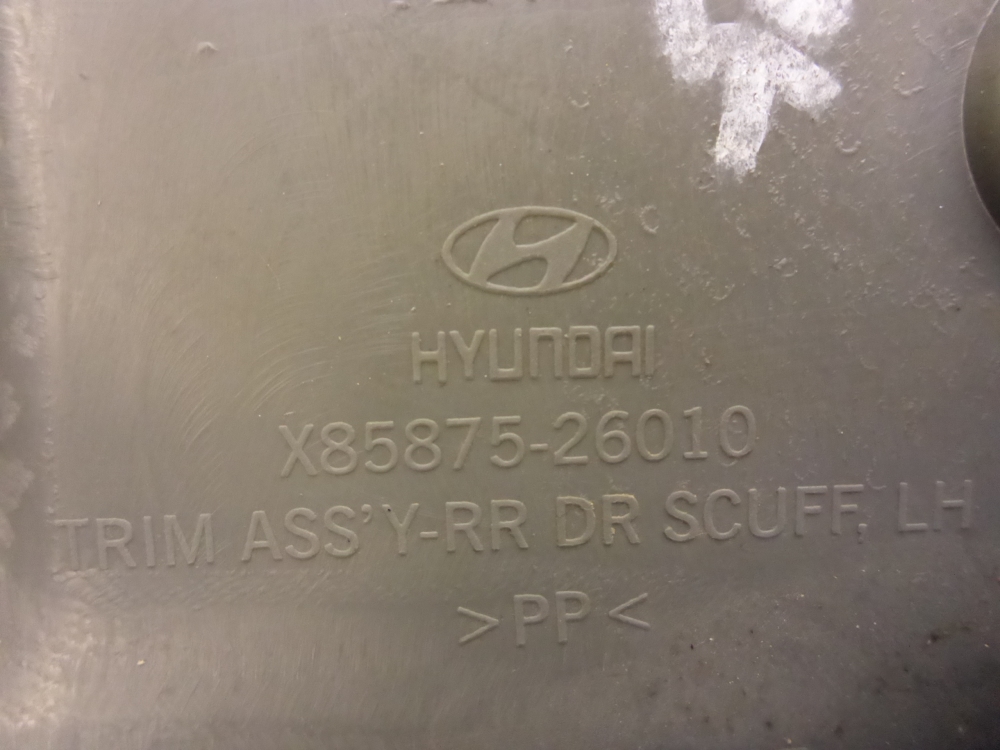 HYUNDAI
X85875-26010
TRIM ASS'Y-RR DR SCUFF, LH
>PP<